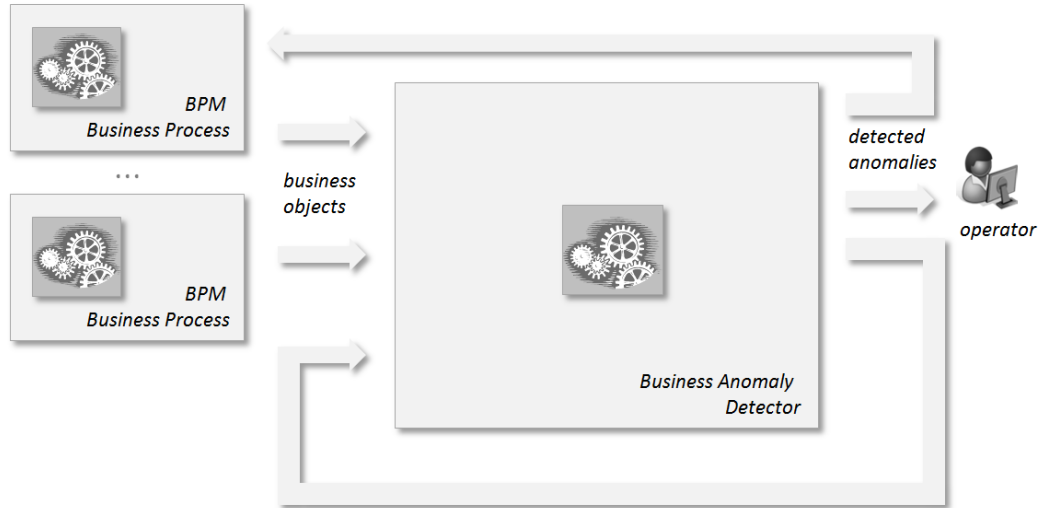 BPM
Business Process
...
BPM
Business Process
business
objects
Business Anomaly
Detector
detected
anomalies
operator